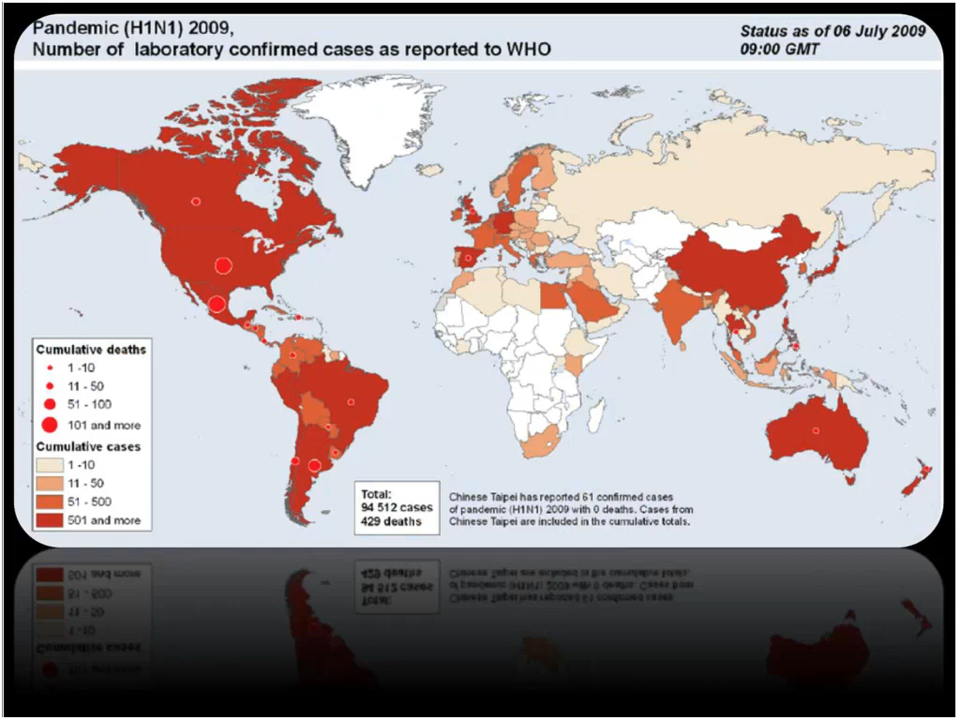 Pandemic (H1N1) 2009,
Number of laboratory confirmed cases as reported to WHO
Status as of 06 July 2009
09:00 GMT
Cumulative deaths
1 -10
11 - 50
51 - 100
101 and more
Cumulative cases
1 -10
11 - 50
51 - 500
501 and more
Total:
94 512 cases
429 deaths
Chinese Taipei has reported 61 confirmed cases
of pandemic (H1N1) 2009 with 0 deaths. Cases from
Chinese Taipei are included in the cumulative totals.